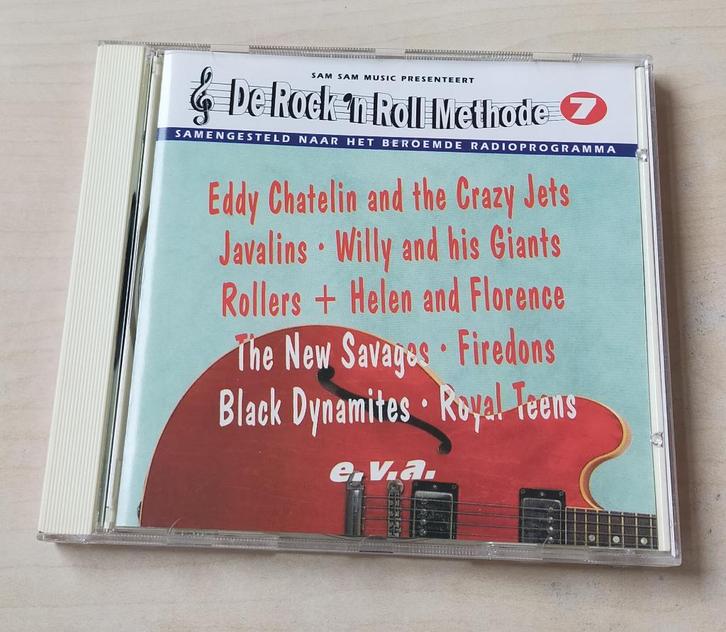 SAM SAM MUSIC PRESENTEERT
De Rock 'n Roll Methode 7
SAMENGESTELD NAAR HET BEROEMDE RADIOPROGRAMMA
Eddy Chatelin and the Crazy Jets
Javalins · Willy and his Giants
Rollers + Helen and Florence
The New Savages · Firedons
Black Dynamites · Royal Teens
e.v.a.